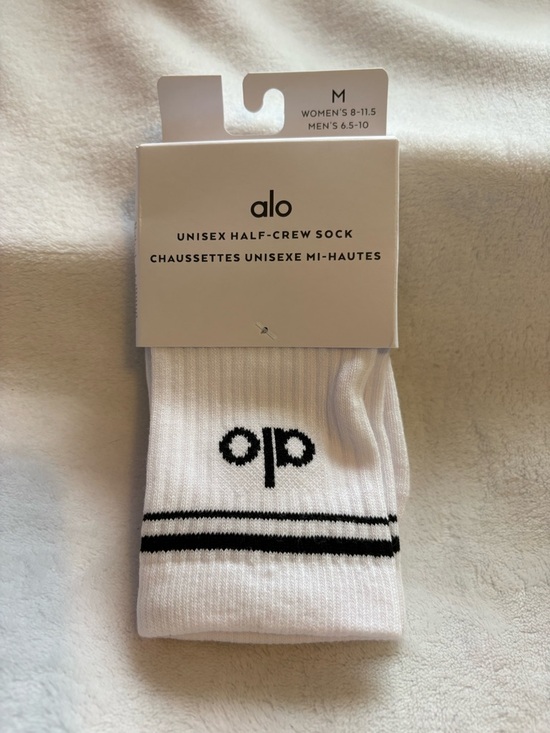 M
WOMEN'S 8-11.5
MEN'S 6.5-10
alo
UNISEX HALF-CREW SOCK
CHAUSSETTES UNISEXE MI-HAUTES
alo